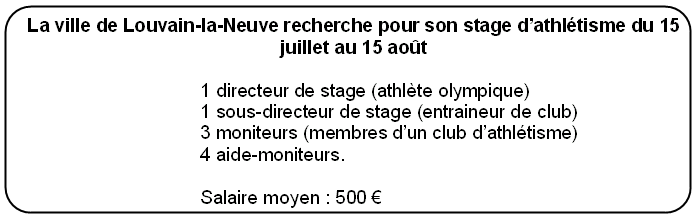 La ville de Louvain-la-Neuve recherche pour son stage d’athlétisme du 15
juillet au 15 août
1 directeur de stage (athlète olympique)
1 sous-directeur de stage (entraineur de club)
3 moniteurs (membres d’un club d’athlétisme)
4 aide-moniteurs.
Salaire moyen : 500 €